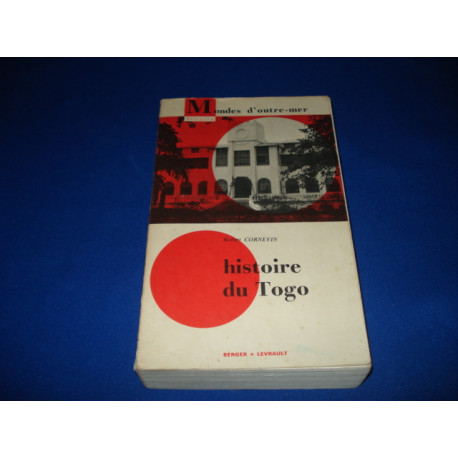 Mondes d'outre-mer
Robert CORNEVIN
histoire
du Togo
BERGER • LEVRAULT